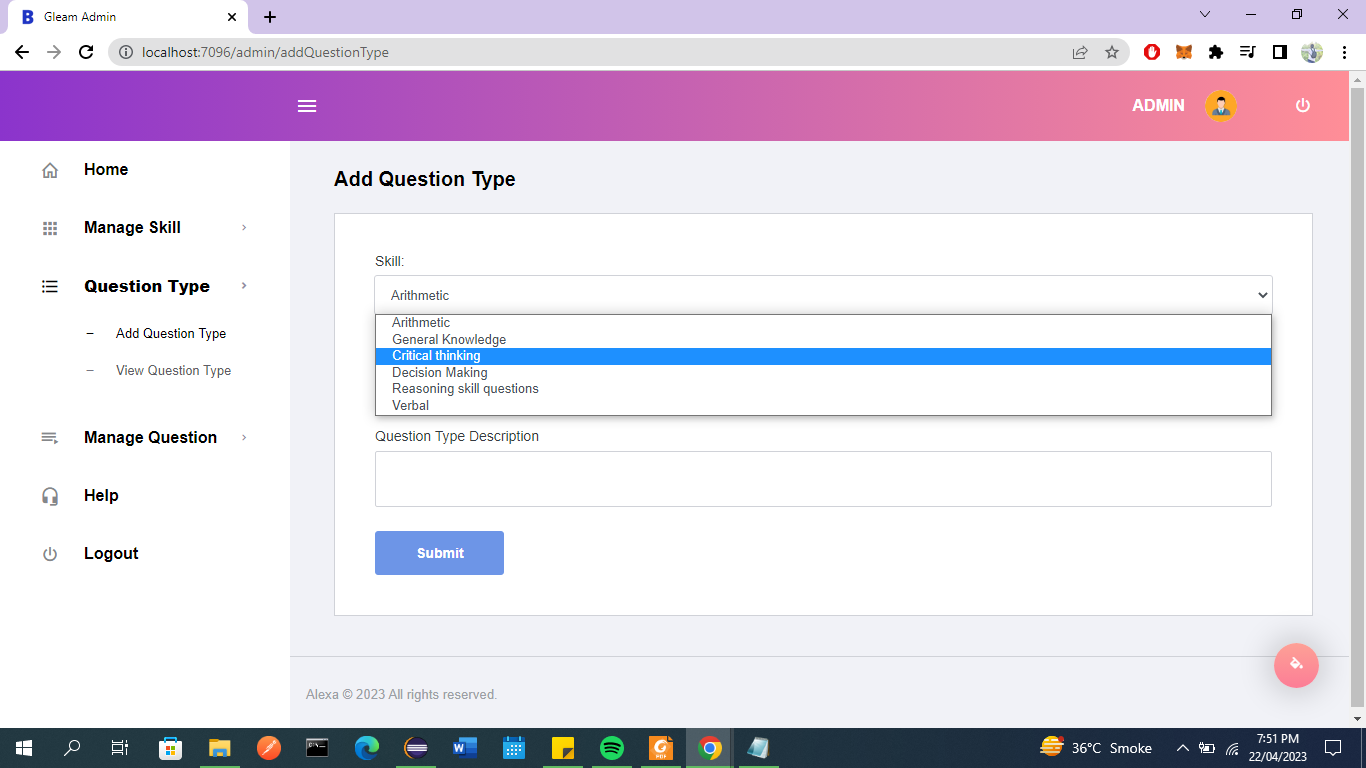 Gleam Admin
localhost:7096/admin/addQuestionType
ADMIN
Home
Manage Skill
Question Type
Add Question Type
View Question Type
Manage Question
Help
Logout
Add Question Type
Skill:
Arithmetic
Arithmetic
General Knowledge
Critical thinking
Decision Making
Reasoning skill questions
Verbal
Question Type Description
Submit
Alexa © 2023 All rights reserved.
36°C Smoke
7:51 PM
22/04/2023